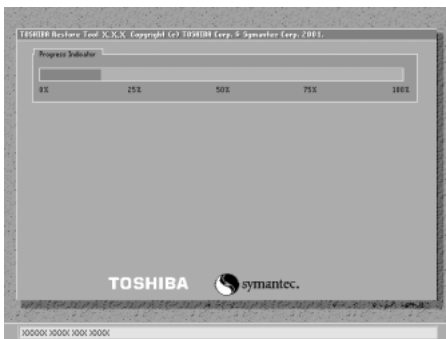 TOSHIBA Restore Tool X.X.X Copyright (c) TOSHIBA Corp. & Symantec Corp. 2001.
Progress Indicator
0% 25% 50% 75% 100%
TOSHIBA symantec.
XXXXX XXXX XXX XXXX